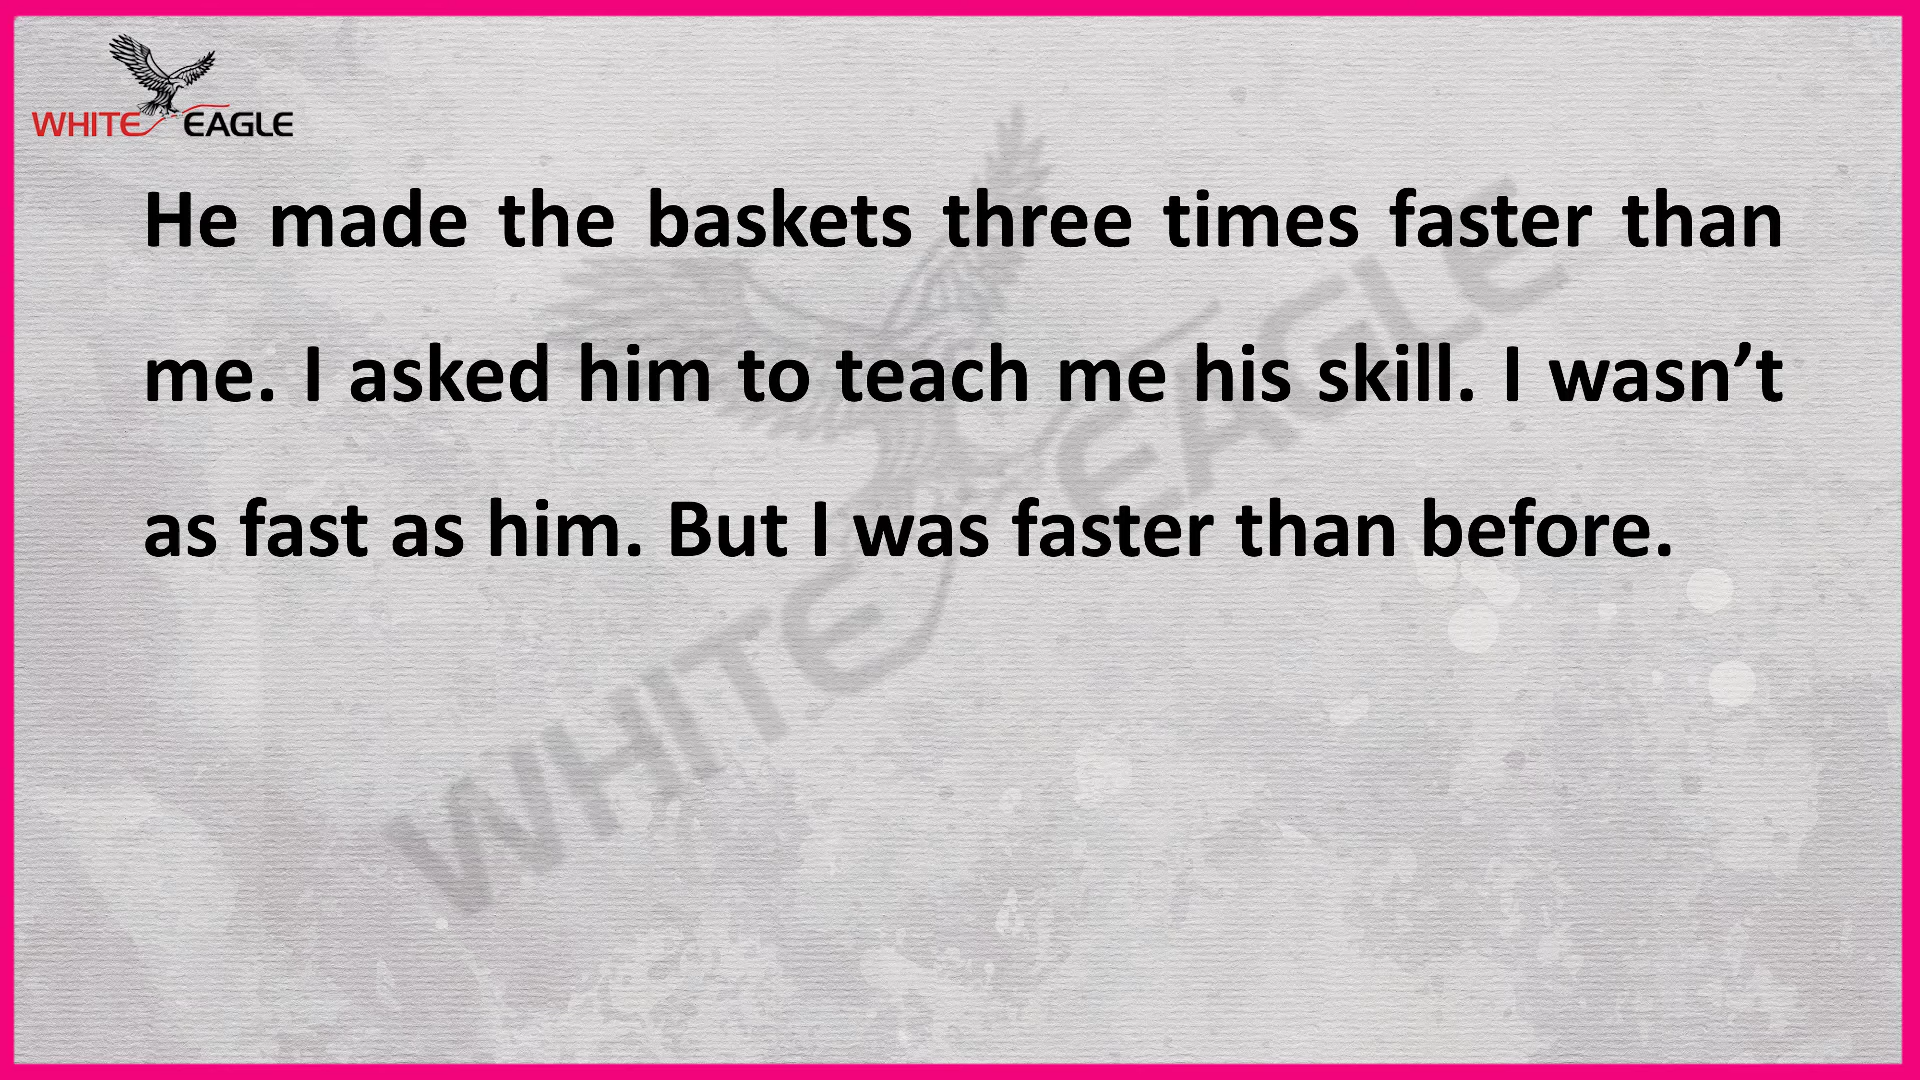 WHITE EAGLE
He made the baskets three times faster than
me. I asked him to teach me his skill. I wasn’t
as fast as him. But I was faster than before.
WHITE EAGLE